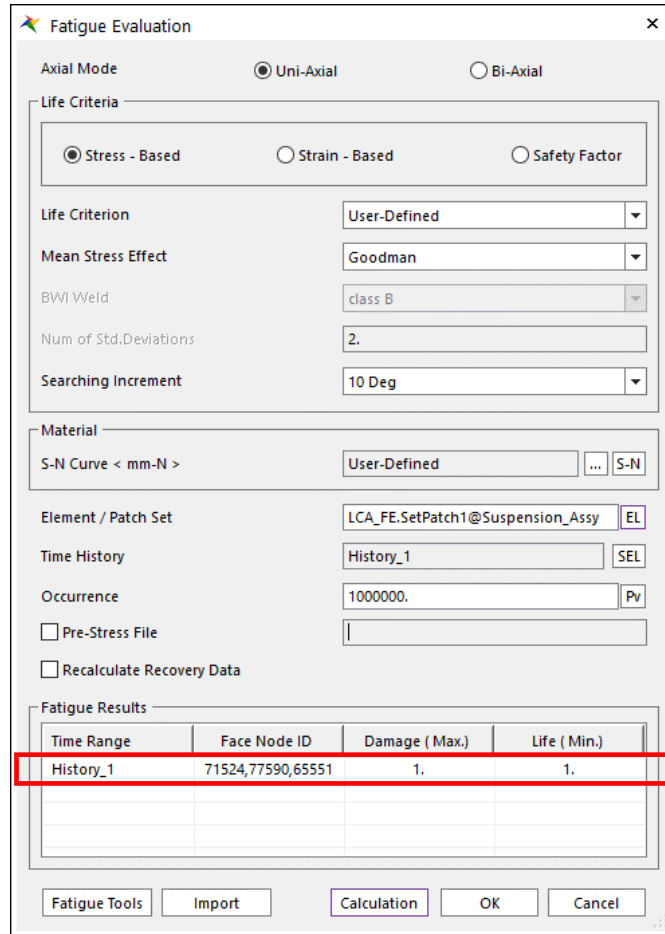 Fatigue Evaluation
Axial Mode Uni-Axial Bi-Axial
Life Criteria
Stress - Based Strain - Based Safety Factor
Life Criterion User-Defined
Mean Stress Effect Goodman
BWI Weld class B
Num of Std.Deviations 2.
Searching Increment 10 Deg
Material
S-N Curve < mm-N > User-Defined ... S-N
Element / Patch Set LCA_FE.SetPatch1@Suspension_Assy EL
Time History History_1 SEL
Occurrence 1000000. Pv
Pre-Stress File
Recalculate Recovery Data
Fatigue Results
Time Range Face Node ID Damage ( Max.) Life ( Min.)
History_1 71524,77590,65551 1. 1.
Fatigue Tools Import Calculation OK Cancel